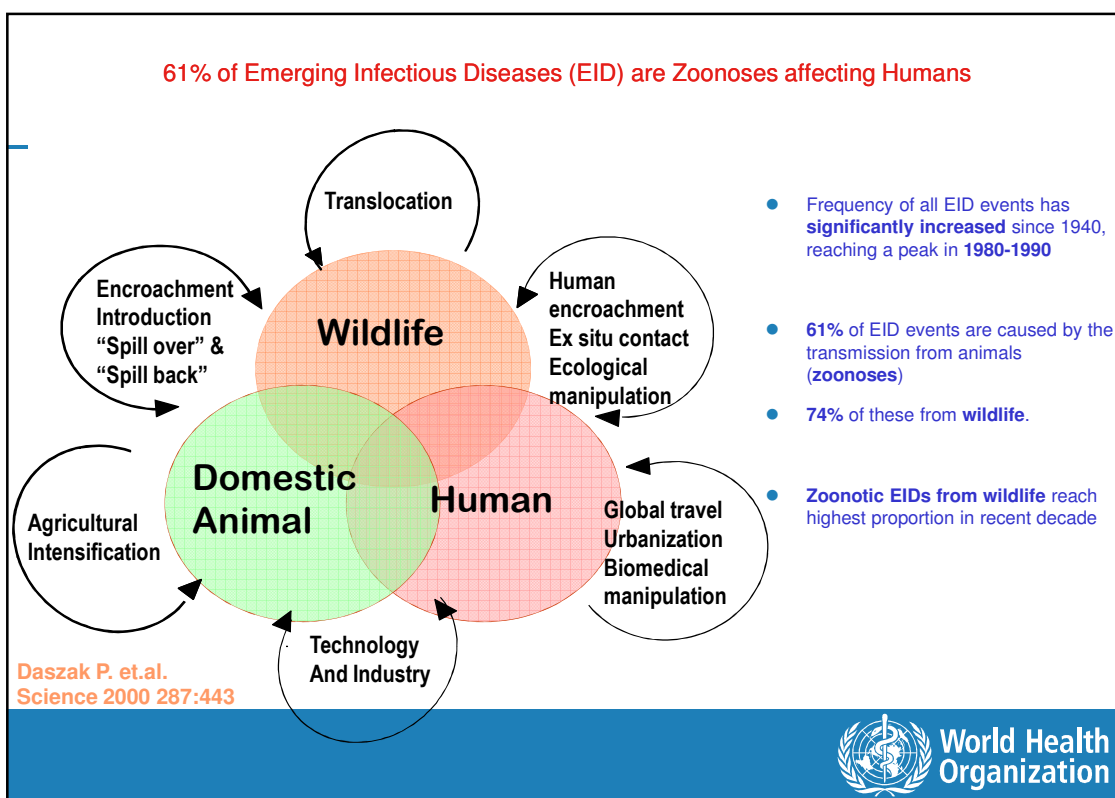 61% of Emerging Infectious Diseases (EID) are Zoonoses affecting Humans
Translocation
Encroachment
Introduction
“Spill over” &
“Spill back”
Wildlife
Human
encroachment
Ex situ contact
Ecological
manipulation
Domestic
Animal
Human
Agricultural
Intensification
Global travel
Urbanization
Biomedical
manipulation
Technology
And Industry
Daszak P. et.al.
Science 2000 287:443
● Frequency of all EID events has
significantly increased since 1940,
reaching a peak in 1980-1990
● 61% of EID events are caused by the
transmission from animals
(zoonoses)
● 74% of these from wildlife.
● Zoonotic EIDs from wildlife reach
highest proportion in recent decade
World Health
Organization